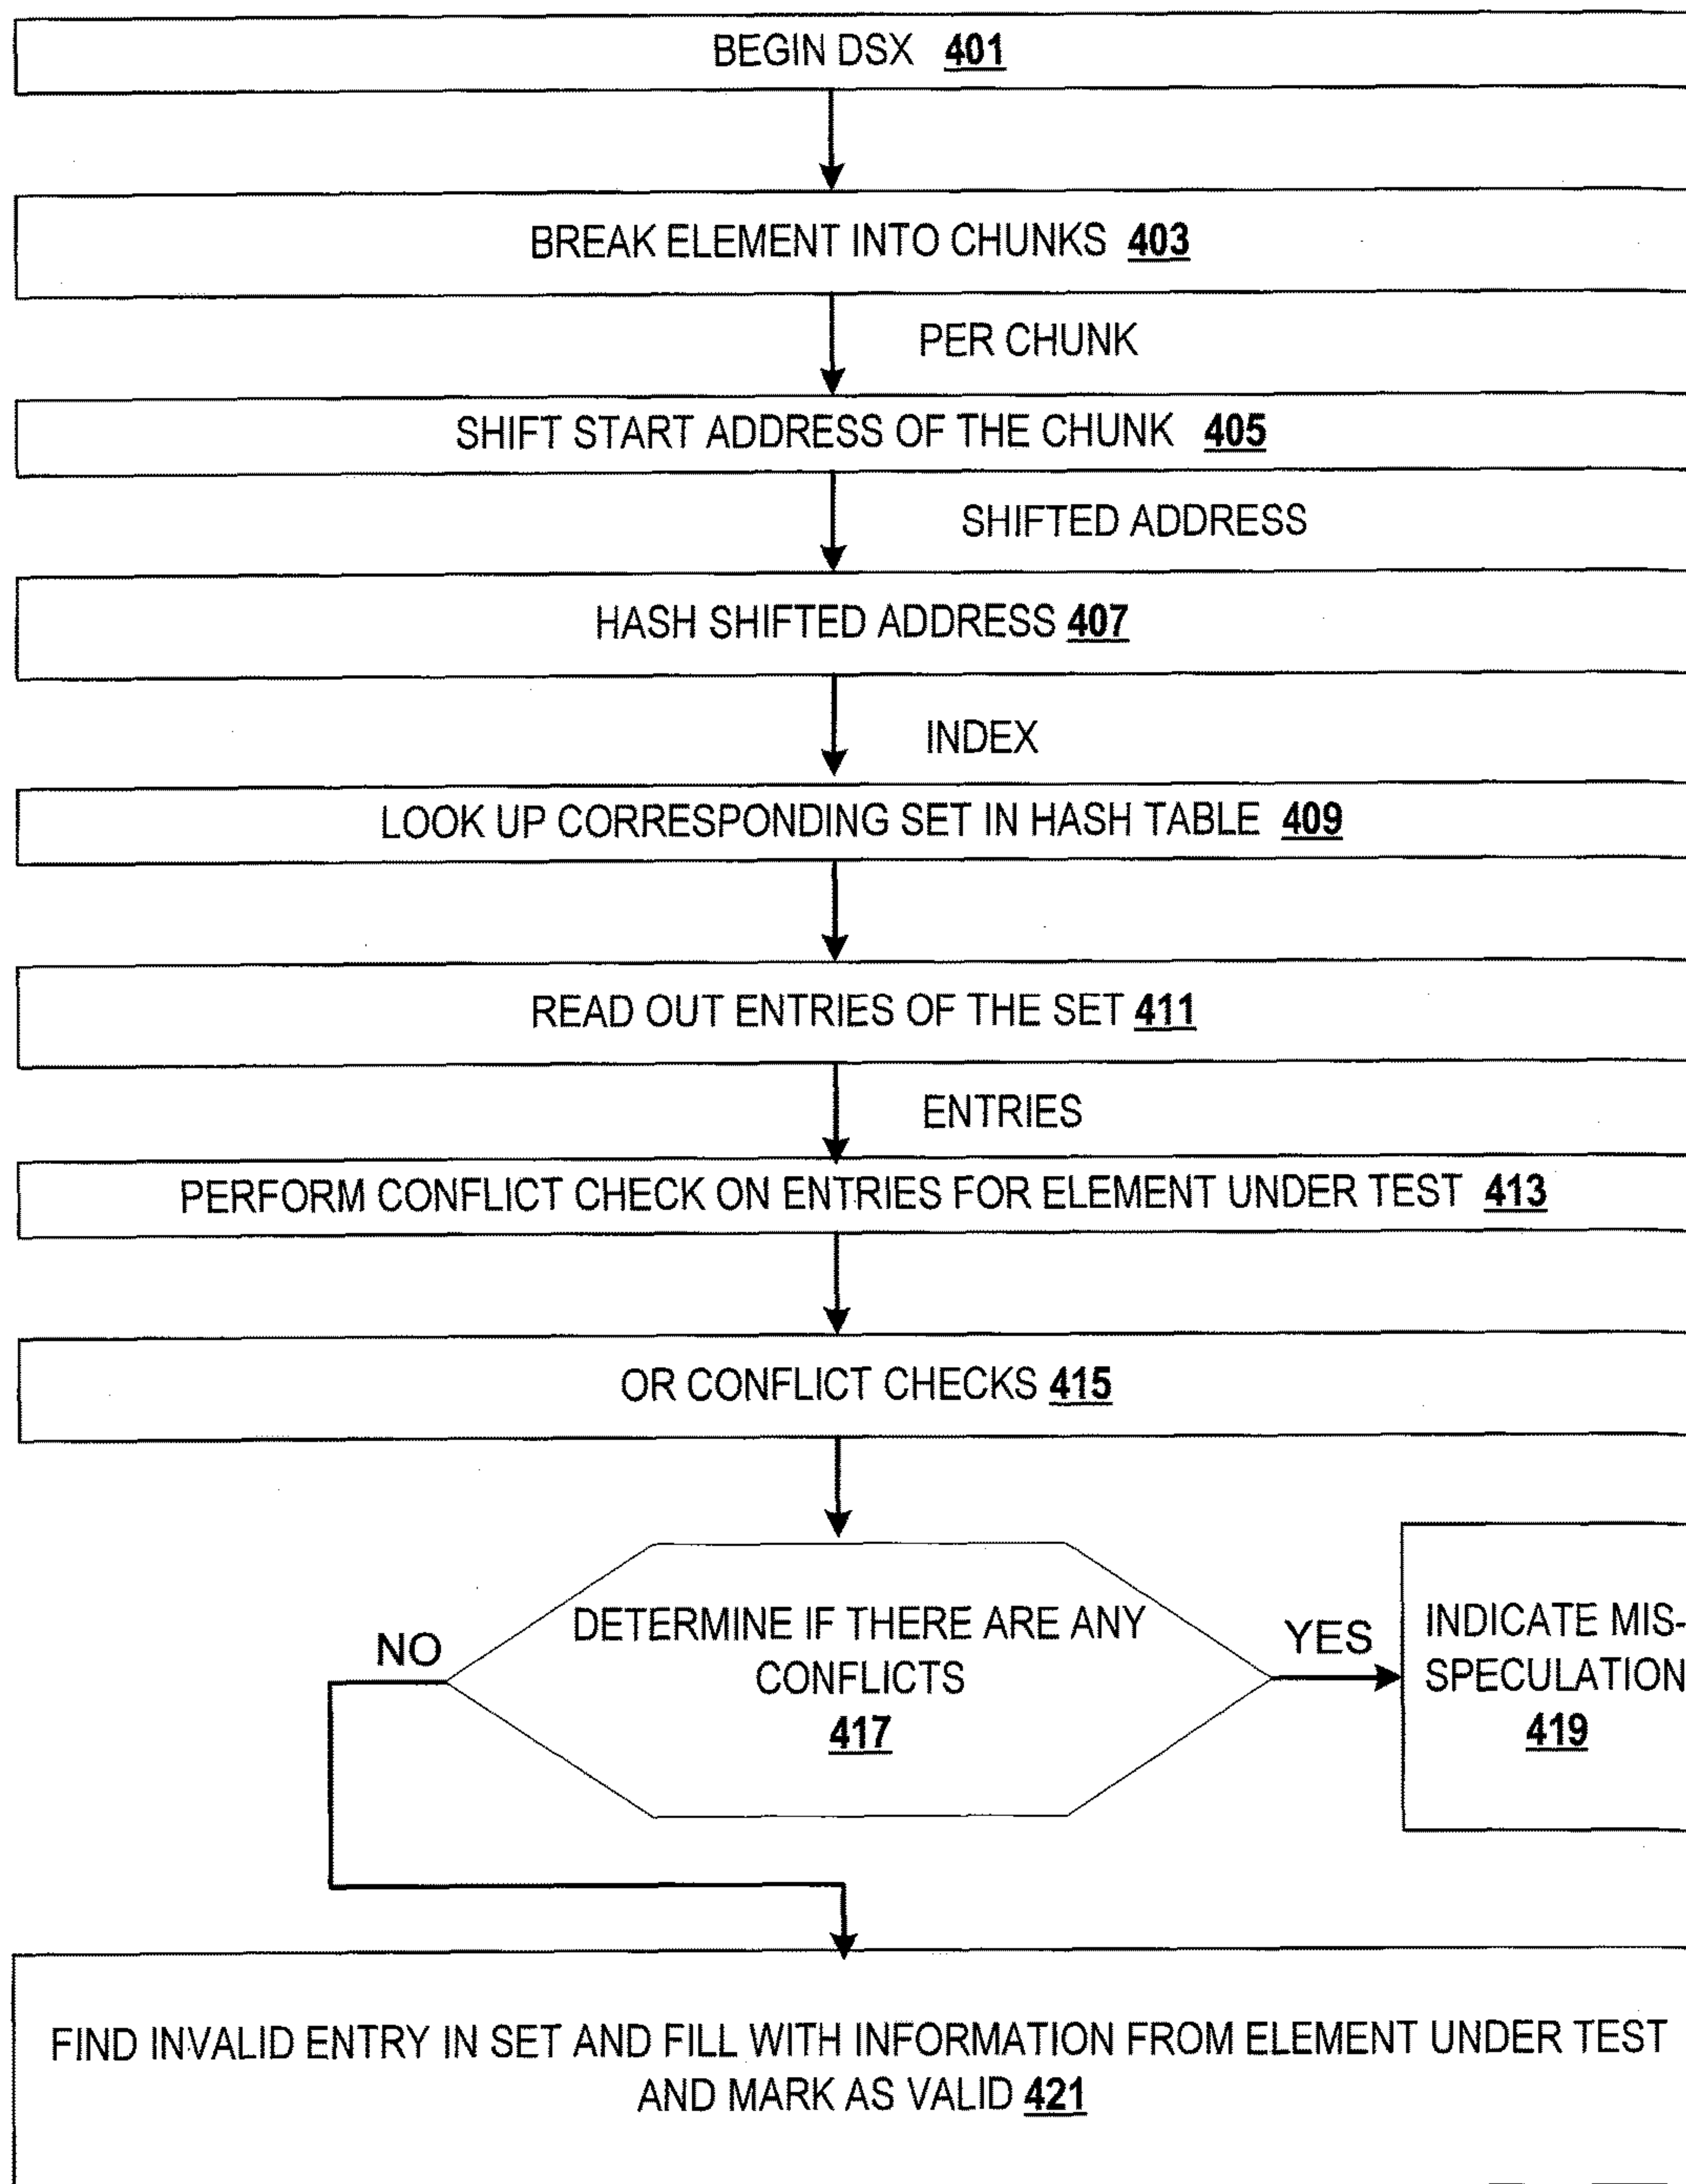 BEGIN DSX 401
BREAK ELEMENT INTO CHUNKS 403
PER CHUNK
SHIFT START ADDRESS OF THE CHUNK 405
SHIFTED ADDRESS
HASH SHIFTED ADDRESS 407
INDEX
LOOK UP CORRESPONDING SET IN HASH TABLE 409
READ OUT ENTRIES OF THE SET 411
ENTRIES
PERFORM CONFLICT CHECK ON ENTRIES FOR ELEMENT UNDER TEST 413
OR CONFLICT CHECKS 415
DETERMINE IF THERE ARE ANY
CONFLICTS
417
NO
YES
INDICATE MIS-
SPECULATION
419
FIND INVALID ENTRY IN SET AND FILL WITH INFORMATION FROM ELEMENT UNDER TEST
AND MARK AS VALID 421